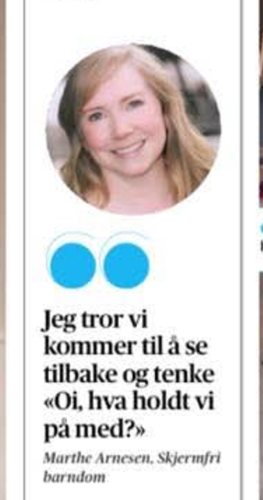 Jeg tror vi
kommer til å se
tilbake og tenke
«Oi, hva holdt vi
på med?»
Marthe Arnesen, Skjermfri
barndom